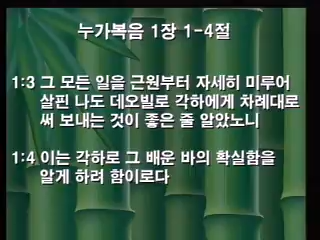 누가복음 1장 1-4절
1:3 그 모든 일을 근원부터 자세히 미루어
살핀 나도 데오빌로 각하에게 차례대로
써 보내는 것이 좋은 줄 알았노니
1:4 이는 각하로 그 배운 바의 확실함을
알게 하려 함이로다